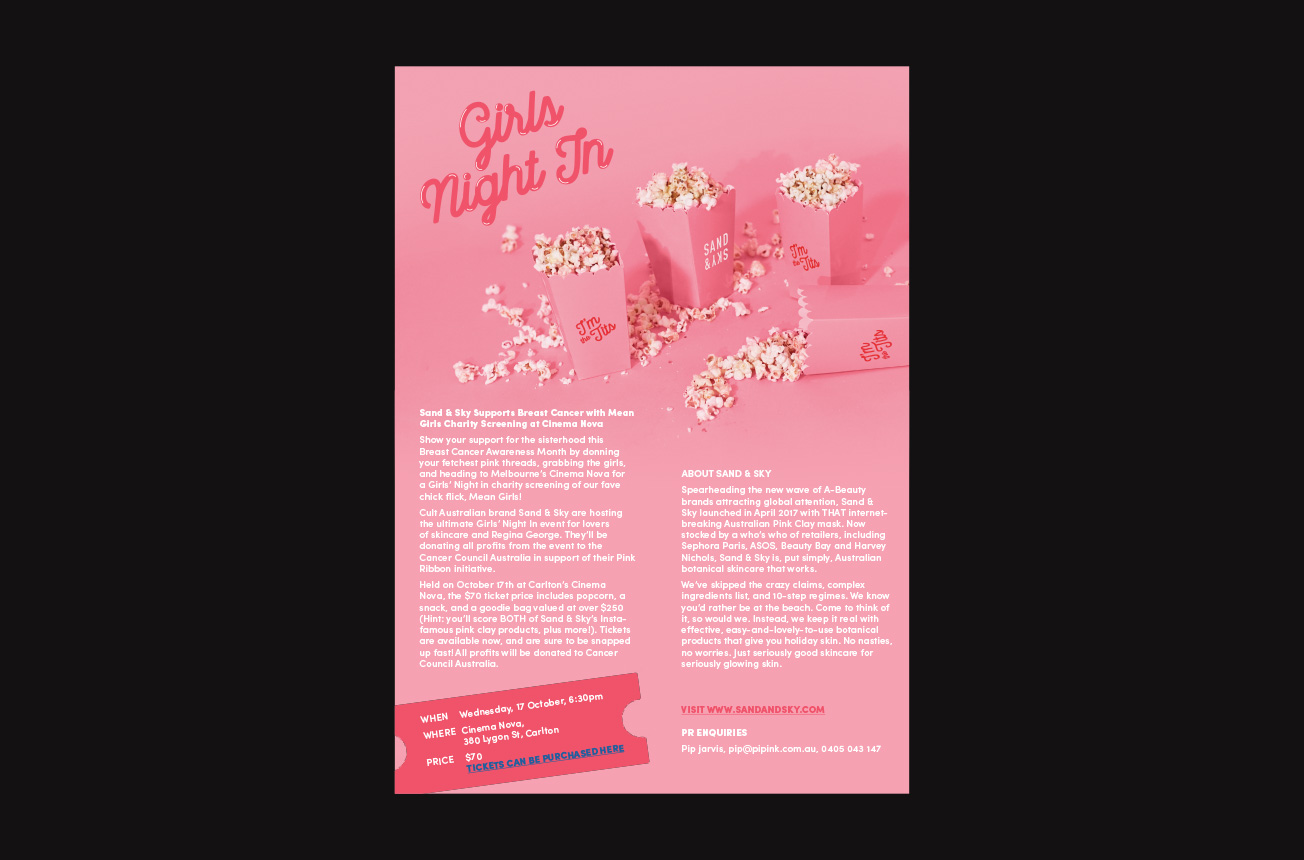 Girls
Night In
SAND
& SKY
I'm
the Tits
I'm
the Tits
I'm
the Tits
Sand & Sky Supports Breast Cancer with Mean
Girls Charity Screening at Cinema Nova
Show your support for the sisterhood this
Breast Cancer Awareness Month by donning
your fetchest pink threads, grabbing the girls,
and heading to Melbourne's Cinema Nova for
a Girls' Night in charity screening of our fave
chick flick, Mean Girls!
Cult Australian brand Sand & Sky are hosting
the ultimate Girls' Night In event for lovers
of skincare and Regina George. They'll be
donating all profits from the event to the
Cancer Council Australia in support of their Pink
Ribbon initiative.
Held on October 17th at Carlton's Cinema
Nova, the $70 ticket price includes popcorn, a
snack, and a goodie bag valued at over $250
(Hint: you'll score BOTH of Sand & Sky's Insta-
famous pink clay products, plus more!). Tickets
are available now, and are sure to be snapped
up fast! All profits will be donated to Cancer
Council Australia.
WHEN Wednesday, 17 October, 6:30pm
WHERE Cinema Nova,
380 Lygon St, Carlton
PRICE $70
TICKETS CAN BE PURCHASED HERE
ABOUT SAND & SKY
Spearheading the new wave of A-Beauty
brands attracting global attention, Sand &
Sky launched in April 2017 with THAT internet-
breaking Australian Pink Clay mask. Now
stocked by a who's who of retailers, including
Sephora Paris, ASOS, Beauty Bay and Harvey
Nichols, Sand & Sky is, put simply, Australian
botanical skincare that works.
We've skipped the crazy claims, complex
ingredients list, and 10-step regimes. We know
you'd rather be at the beach. Come to think of
it, so would we. Instead, we keep it real with
effective, easy-and-lovely-to-use botanical
products that give you holiday skin. No nasties,
no worries. Just seriously good skincare for
seriously glowing skin.
VISIT WWW.SANDANDSKY.COM
PR ENQUIRIES
Pip jarvis, pip@pipink.com.au, 0405 043 147